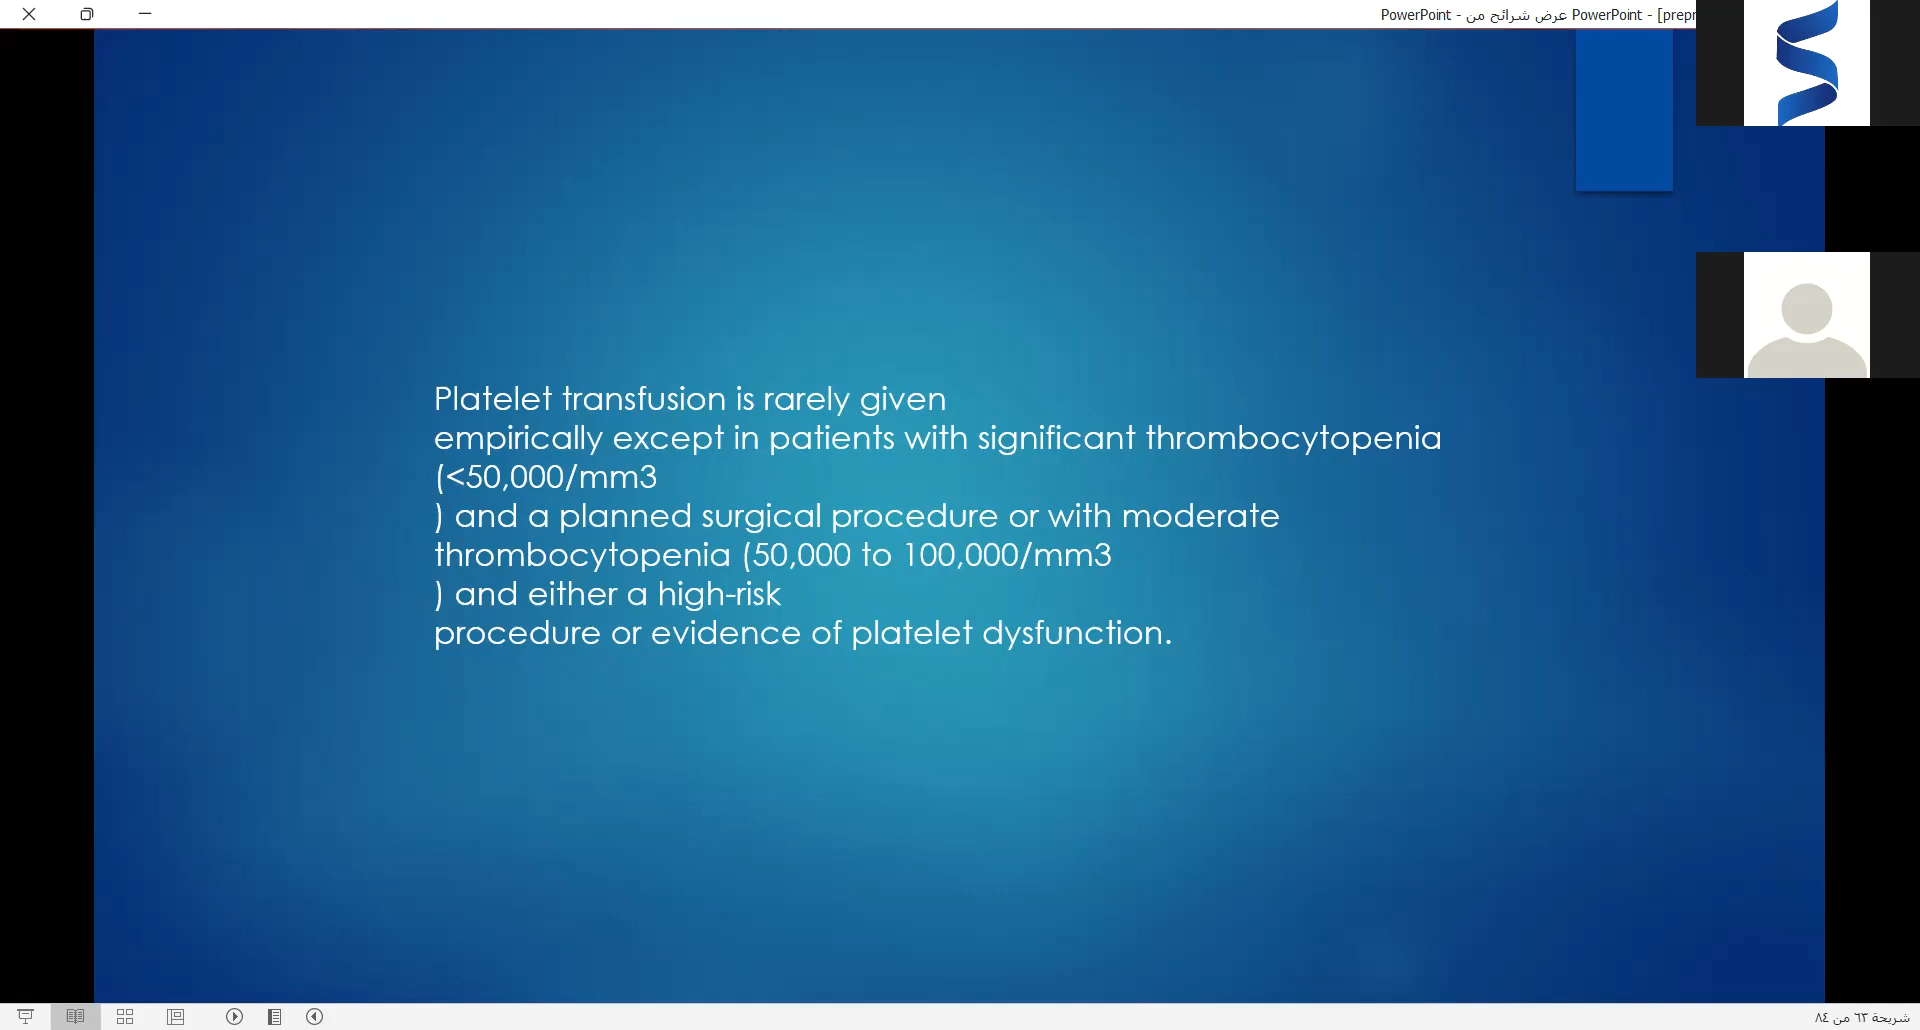 PowerPoint - عرض شرائح من PowerPoint - [prepr
Platelet transfusion is rarely given
empirically except in patients with significant thrombocytopenia
(<50,000/mm3
) and a planned surgical procedure or with moderate
thrombocytopenia (50,000 to 100,000/mm3
) and either a high-risk
procedure or evidence of platelet dysfunction.
شريحة ٦٣ من ٨٤